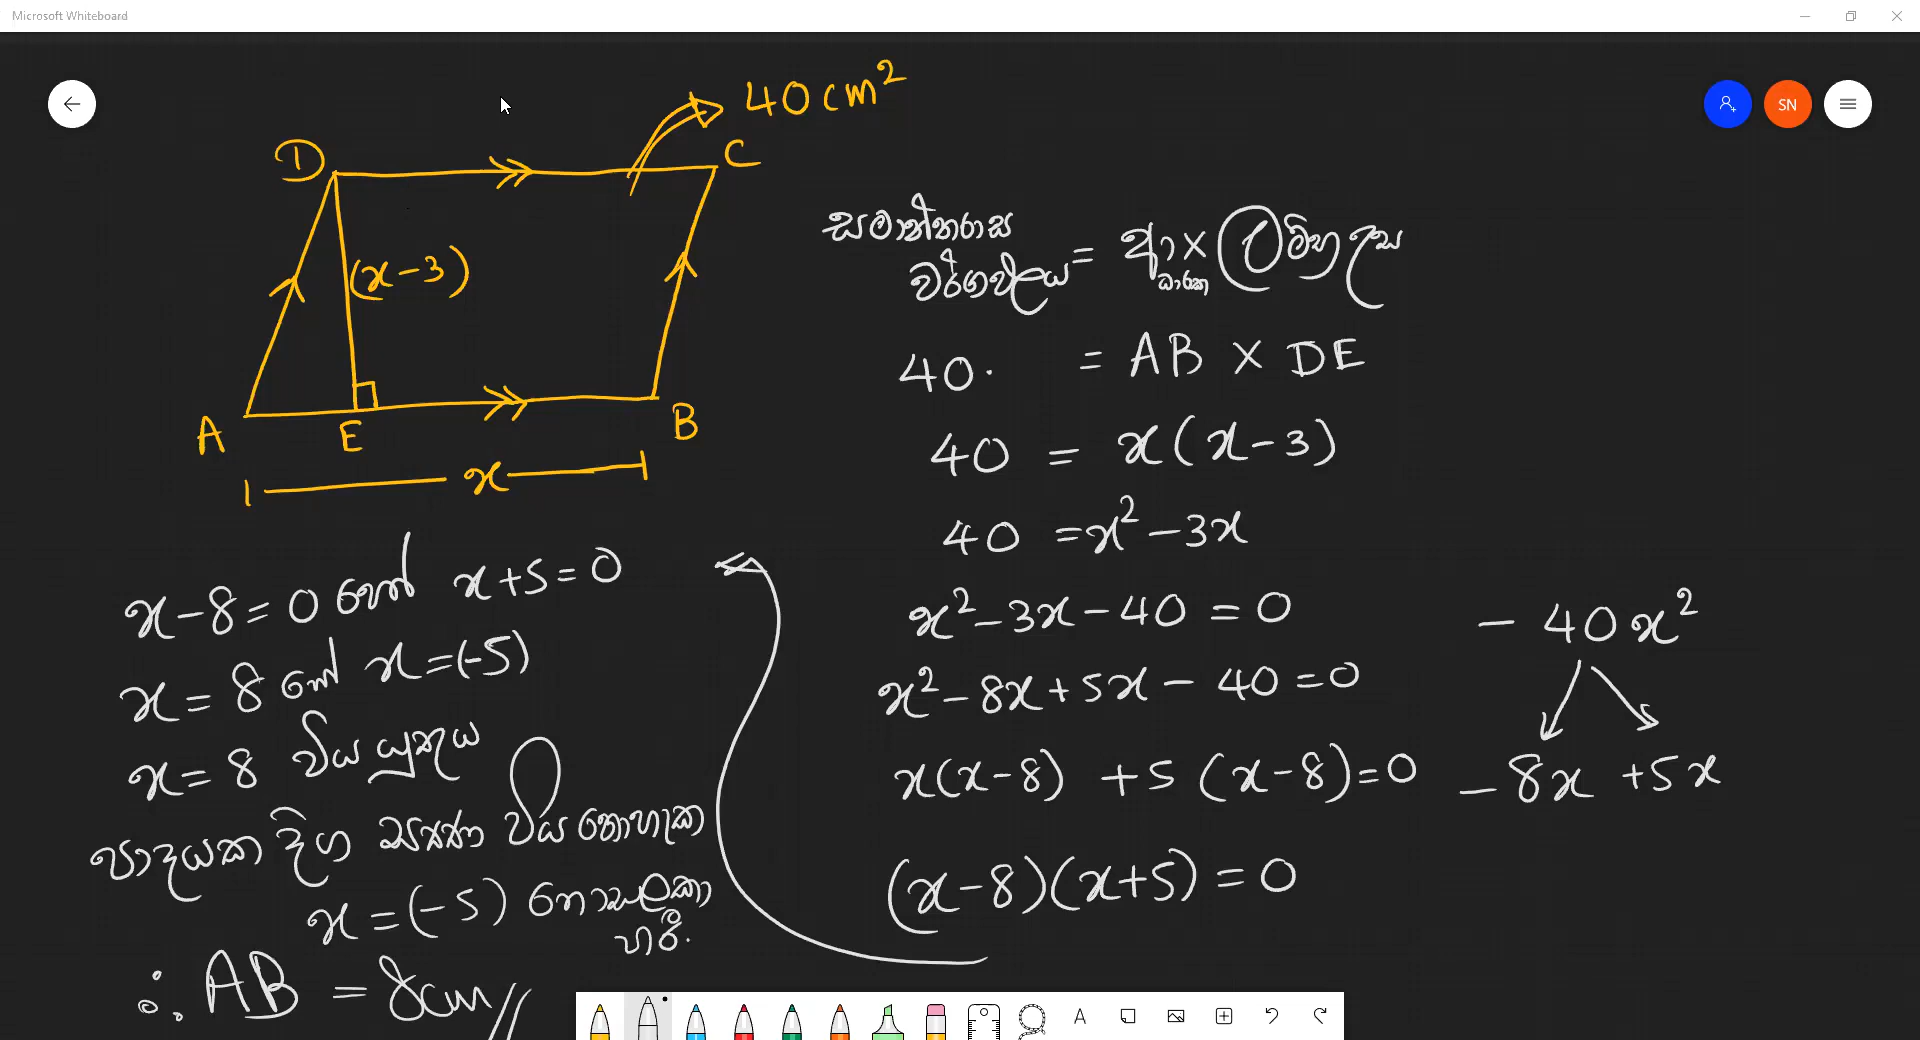 Microsoft Whiteboard
SN
40 cm²
D C
(x-3)
A E B
x
සමාන්තරාස
වර්ගඵලය = ආ × ලම්භ උස
ධාරක
40 . = AB × DE
40 = x(x-3)
40 = x² - 3x
x² - 3x - 40 = 0
x² - 8x + 5x - 40 = 0
x(x-8) + 5(x-8) = 0
(x-8)(x+5) = 0
- 40x²
- 8x + 5x
x - 8 = 0 හෝ x + 5 = 0
x = 8 හෝ x = (-5)
x = 8 විය යුතුය
පාදයක දිග විය නොහැක
x = (-5) නොසලකා
හරි.
∴ AB = 8cm //
A